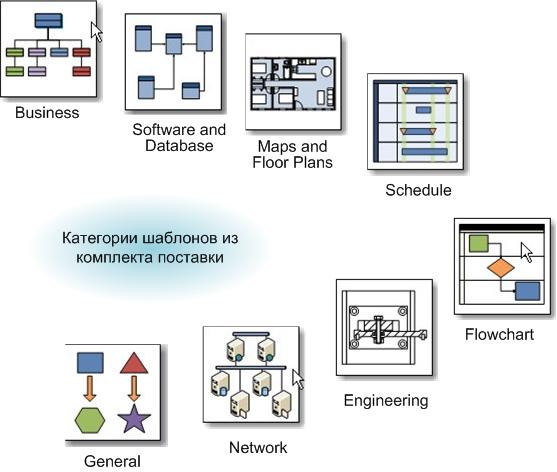 Business
Software and
Database
Maps and
Floor Plans
Schedule
Категории шаблонов из
комплекта поставки
Flowchart
Engineering
Network
General